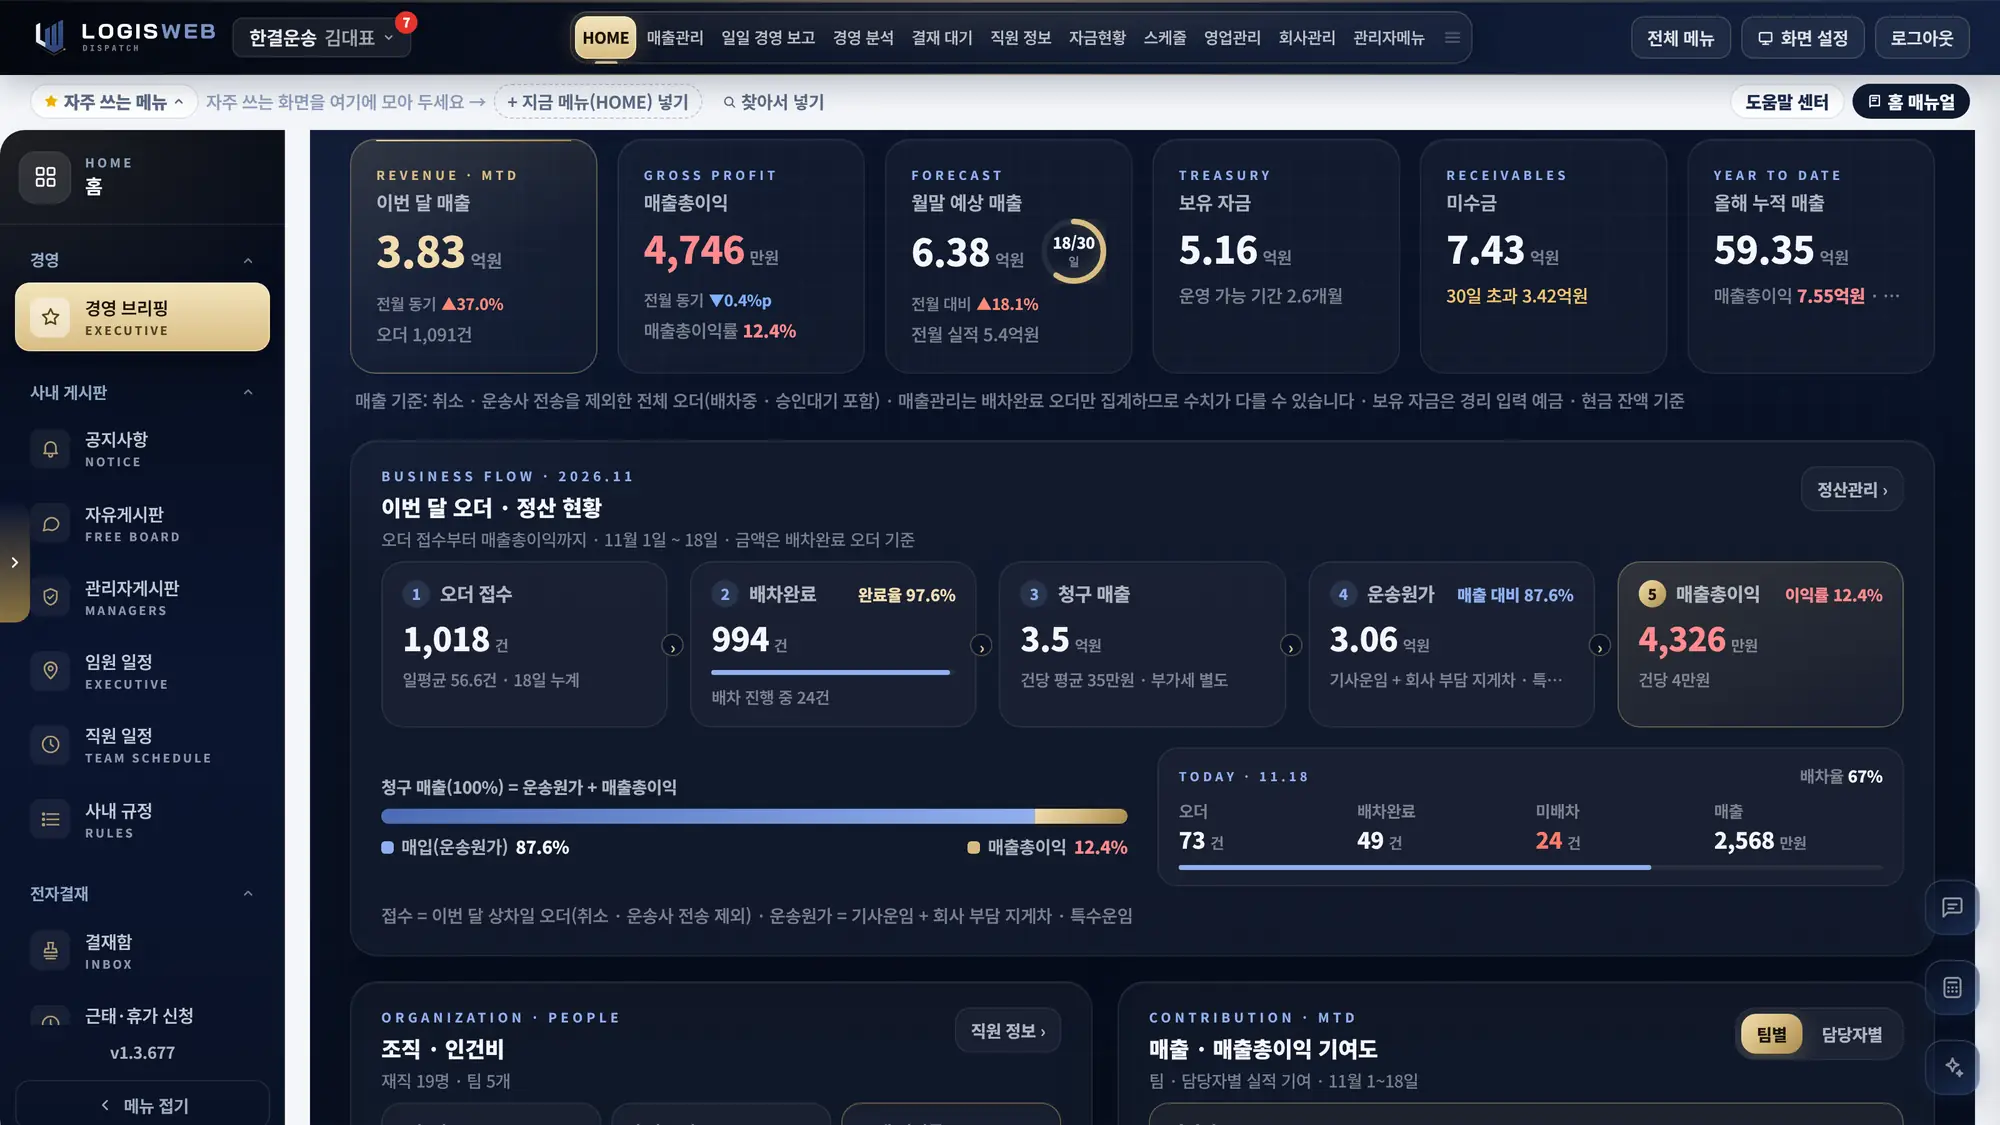 LOGISWEB
DISPATCH
한결운송 김대표
7
HOME 매출관리 일일 경영 보고 경영 분석 결재 대기 직원 정보 자금현황 스케줄 영업관리 회사관리 관리자메뉴
전체 메뉴
화면 설정
로그아웃
자주 쓰는 메뉴
자주 쓰는 화면을 여기에 모아 두세요 →
+ 지금 메뉴(HOME) 넣기
찾아서 넣기
도움말 센터
홈 매뉴얼
HOME
홈
경영
경영 브리핑
EXECUTIVE
사내 게시판
공지사항
NOTICE
자유게시판
FREE BOARD
관리자게시판
MANAGERS
임원 일정
EXECUTIVE
직원 일정
TEAM SCHEDULE
사내 규정
RULES
전자결재
결재함
INBOX
근태·휴가 신청
v1.3.677
메뉴 접기
REVENUE · MTD
이번 달 매출
3.83 억원
전월 동기 ▲37.0%
오더 1,091건
GROSS PROFIT
매출총이익
4,746 만원
전월 동기 ▼0.4%p
매출총이익률 12.4%
FORECAST
월말 예상 매출
6.38 억원
18/30
일
전월 대비 ▲18.1%
전월 실적 5.4억원
TREASURY
보유 자금
5.16 억원
운영 가능 기간 2.6개월
RECEIVABLES
미수금
7.43 억원
30일 초과 3.42억원
YEAR TO DATE
올해 누적 매출
59.35 억원
매출총이익 7.55억원 · ···
매출 기준: 취소 · 운송사 전송을 제외한 전체 오더(배차중 · 승인대기 포함) · 매출관리는 배차완료 오더만 집계하므로 수치가 다를 수 있습니다 · 보유 자금은 경리 입력 예금 · 현금 잔액 기준
BUSINESS FLOW · 2026.11
이번 달 오더 · 정산 현황
오더 접수부터 매출총이익까지 · 11월 1일 ~ 18일 · 금액은 배차완료 오더 기준
정산관리 ›
1 오더 접수
1,018 건
일평균 56.6건 · 18일 누계
2 배차완료 완료율 97.6%
994 건
배차 진행 중 24건
3 청구 매출
3.5 억원
건당 평균 35만원 · 부가세 별도
4 운송원가 매출 대비 87.6%
3.06 억원
기사운임 + 회사 부담 지게차 · 특···
5 매출총이익 이익률 12.4%
4,326 만원
건당 4만원
청구 매출(100%) = 운송원가 + 매출총이익
매입(운송원가) 87.6%
매출총이익 12.4%
TODAY · 11.18
배차율 67%
오더 배차완료 미배차 매출
73 건 49 건 24 건 2,568 만원
접수 = 이번 달 상차일 오더(취소 · 운송사 전송 제외) · 운송원가 = 기사운임 + 회사 부담 지게차 · 특수운임
ORGANIZATION · PEOPLE
조직 · 인건비
재직 19명 · 팀 5개
직원 정보 ›
CONTRIBUTION · MTD
매출 · 매출총이익 기여도
팀 · 담당자별 실적 기여 · 11월 1~18일
팀별 담당자별